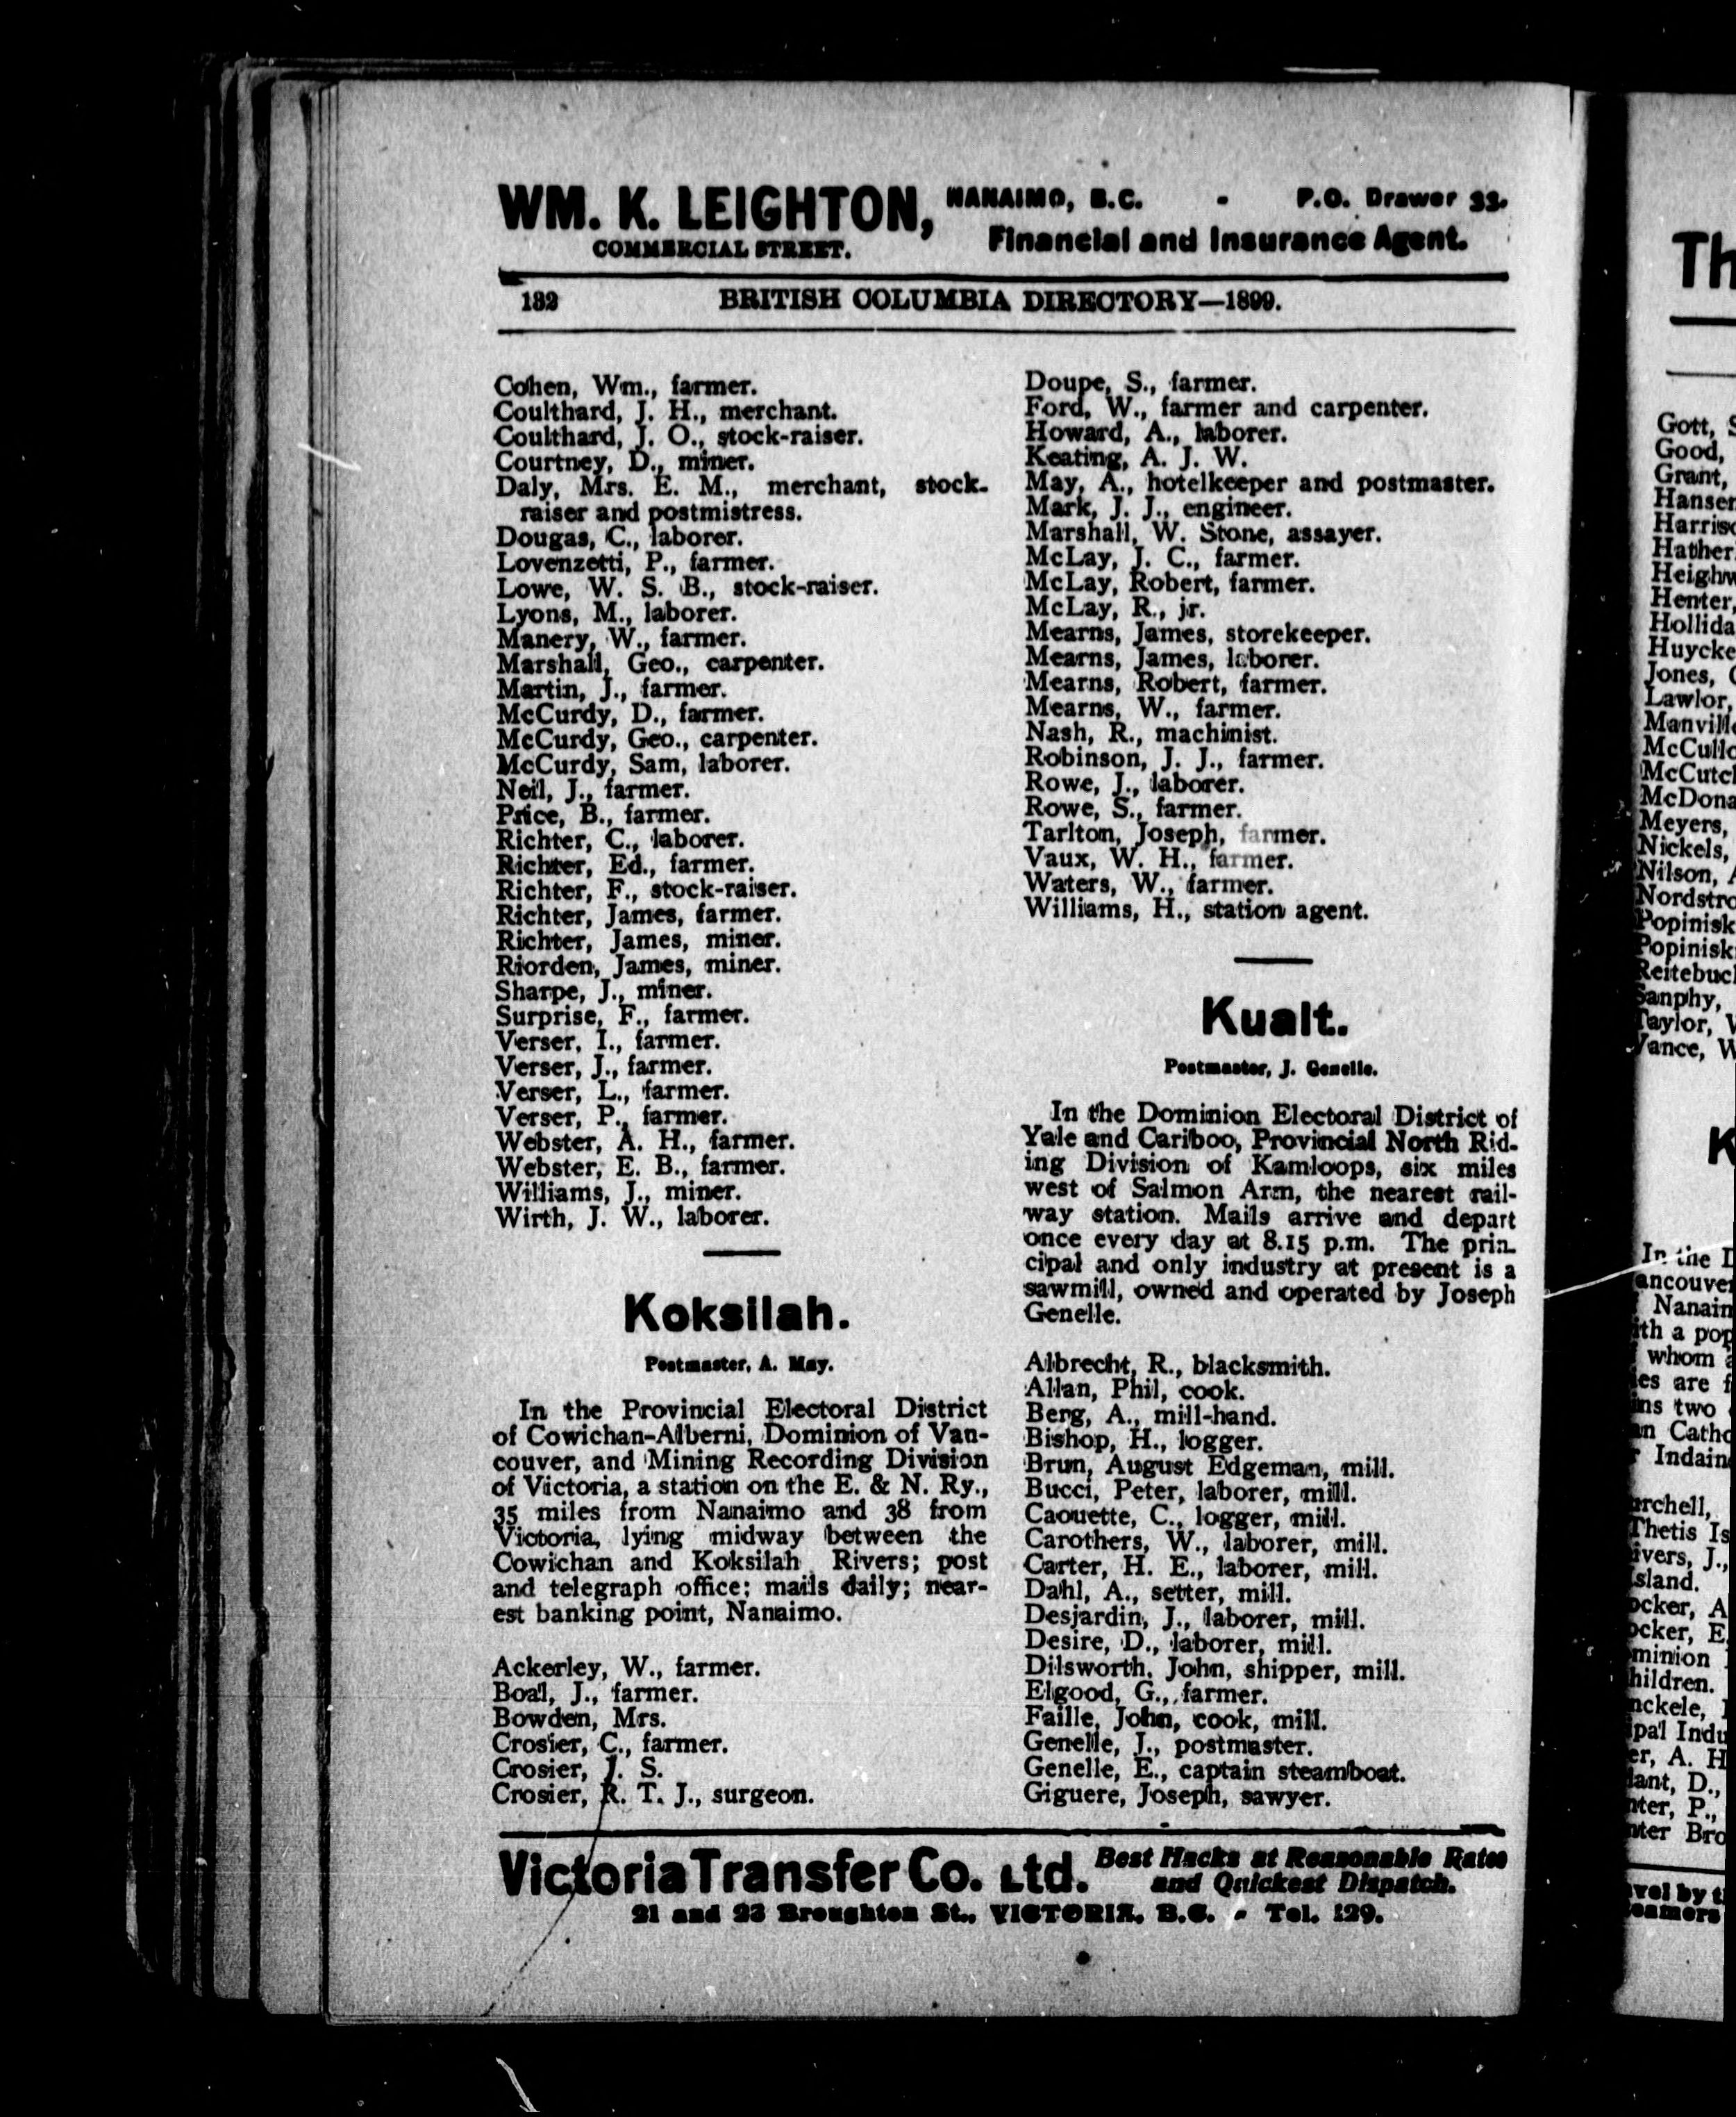 WM. K. LEIGHTON, NANAIMO, B.C. - P.O. Drawer 33.
COMMERCIAL STREET. Financial and Insurance Agent.
132 BRITISH COLUMBIA DIRECTORY—1899.
Cohen, Wm., farmer.
Coulthard, J. H., merchant.
Coulthard, J. O., stock-raiser.
Courtney, D., miner.
Daly, Mrs. E. M., merchant, stock-
raiser and postmistress.
Dougas, C., laborer.
Lovenzetti, P., farmer.
Lowe, W. S. B., stock-raiser.
Lyons, M., laborer.
Manery, W., farmer.
Marshall, Geo., carpenter.
Martin, J., farmer.
McCurdy, D., farmer.
McCurdy, Geo., carpenter.
McCurdy, Sam, laborer.
Neil, J., farmer.
Price, B., farmer.
Richter, C., laborer.
Richter, Ed., farmer.
Richter, F., stock-raiser.
Richter, James, farmer.
Richter, James, miner.
Riorden, James, miner.
Sharpe, J., miner.
Surprise, F., farmer.
Verser, I., farmer.
Verser, J., farmer.
Verser, L., farmer.
Verser, P., farmer.
Webster, A. H., farmer.
Webster, E. B., farmer.
Williams, J., miner.
Wirth, J. W., laborer.
Koksilah.
Postmaster, A. May.
In the Provincial Electoral District
of Cowichan-Alberni, Dominion of Van-
couver, and Mining Recording Division
of Victoria, a station on the E. & N. Ry.,
35 miles from Nanaimo and 38 from
Victoria, lying midway between the
Cowichan and Koksilah Rivers; post
and telegraph office; mails daily; near-
est banking point, Nanaimo.
Ackerley, W., farmer.
Boal, J., farmer.
Bowden, Mrs.
Crosier, C., farmer.
Crosier, J. S.
Crosier, R. T. J., surgeon.
Doupe, S., farmer.
Ford, W., farmer and carpenter.
Howard, A., laborer.
Keating, A. J. W.
May, A., hotelkeeper and postmaster.
Mark, J. J., engineer.
Marshall, W. Stone, assayer.
McLay, J. C., farmer.
McLay, Robert, farmer.
McLay, R., jr.
Mearns, James, storekeeper.
Mearns, James, laborer.
Mearns, Robert, farmer.
Mearns, W., farmer.
Nash, R., machinist.
Robinson, J. J., farmer.
Rowe, J., laborer.
Rowe, S., farmer.
Tarlton, Joseph, farmer.
Vaux, W. H., farmer.
Waters, W., farmer.
Williams, H., station agent.
Kualt.
Postmaster, J. Genelle.
In the Dominion Electoral District of
Yale and Cariboo, Provincial North Rid-
ing Division of Kamloops, six miles
west of Salmon Arm, the nearest rail-
way station. Mails arrive and depart
once every day at 8.15 p.m. The prin-
cipal and only industry at present is a
sawmill, owned and operated by Joseph
Genelle.
Albrecht, R., blacksmith.
Allan, Phil, cook.
Berg, A., mill-hand.
Bishop, H., logger.
Brun, August Edgeman, mill.
Bucci, Peter, laborer, mill.
Caouette, C., logger, mill.
Carothers, W., laborer, mill.
Carter, H. E., laborer, mill.
Dahl, A., setter, mill.
Desjardin, J., laborer, mill.
Desire, D., laborer, mill.
Dilsworth, John, shipper, mill.
Elgood, G., farmer.
Faille, John, cook, mill.
Genelle, J., postmaster.
Genelle, E., captain steamboat.
Giguere, Joseph, sawyer.
Victoria Transfer Co. Ltd. Best Hacks at Reasonable Rates
and Quickest Dispatch.
21 and 23 Broughton St., VICTORIA, B.C. - Tel. 129.
Gott,
Good,
Grant,
Jones,
Lawlor,
Meyers,
Nickels,
Nilson,
In the